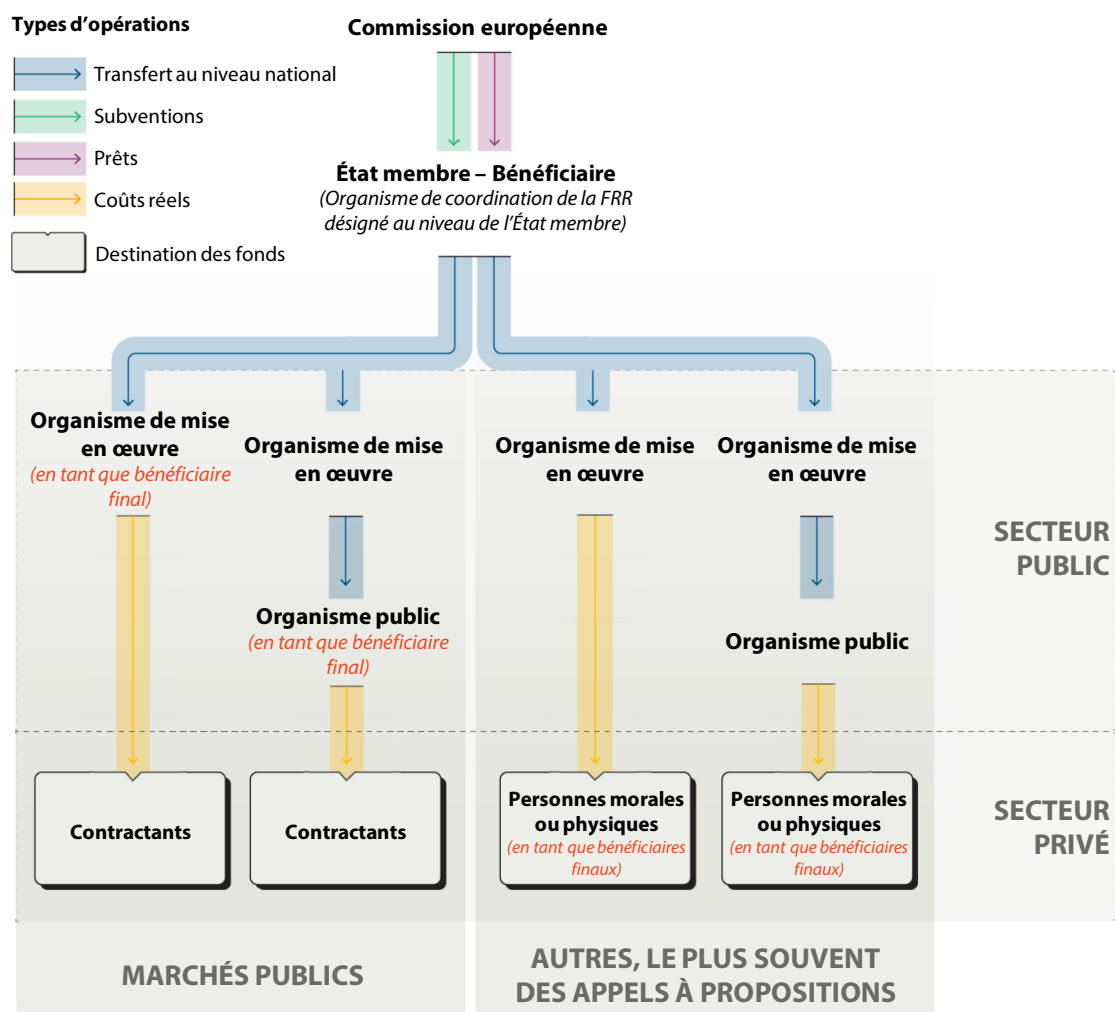 Types d'opérations
Transfert au niveau national
Subventions
Prêts
Coûts réels
Destination des fonds
Commission européenne
État membre – Bénéficiaire
(Organisme de coordination de la FRR
désigné au niveau de l'État membre)
Organisme de mise
en œuvre
(en tant que bénéficiaire
final)
Organisme de mise
en œuvre
Organisme de mise
en œuvre
Organisme de mise
en œuvre
Organisme public
(en tant que bénéficiaire
final)
Organisme public
SECTEUR
PUBLIC
Contractants
Contractants
Personnes morales
ou physiques
(en tant que bénéficiaires
finaux)
Personnes morales
ou physiques
(en tant que bénéficiaires
finaux)
SECTEUR
PRIVÉ
MARCHÉS PUBLICS
AUTRES, LE PLUS SOUVENT
DES APPELS À PROPOSITIONS